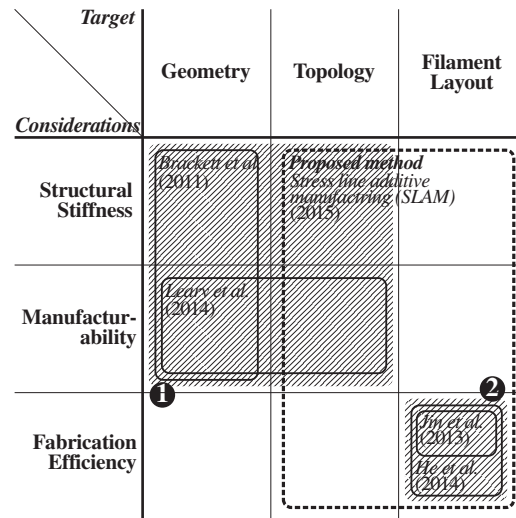 Target
Considerations
Geometry
Topology
Filament
Layout
Structural
Stiffness
Brackett et al.
(2011)
Proposed method
Stress line additive
manufactring (SLAM)
(2015)
Manufactur-
ability
Leary et al.
(2014)
1
2
Fabrication
Efficiency
Jin et al.
(2013)
He et al.
(2014)